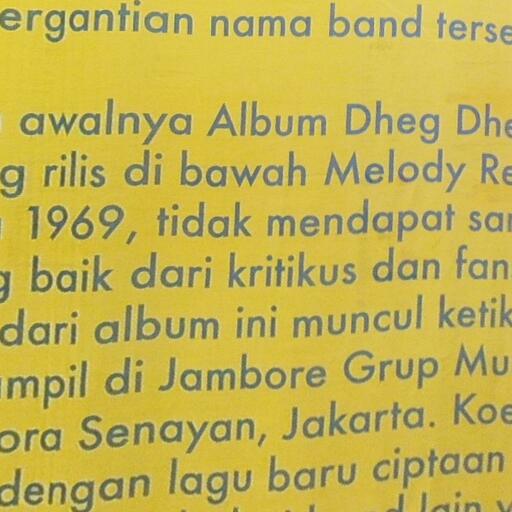 ergantian nama band terse
awalnya Album Dheg Dhe
g rilis di bawah Melody Re
1969, tidak mendapat sa
g baik dari kritikus dan fan
dari album ini muncul ketik
mpil di Jambore Grup Mu
ora Senayan, Jakarta. Koe
dengan lagu baru ciptaan
lain